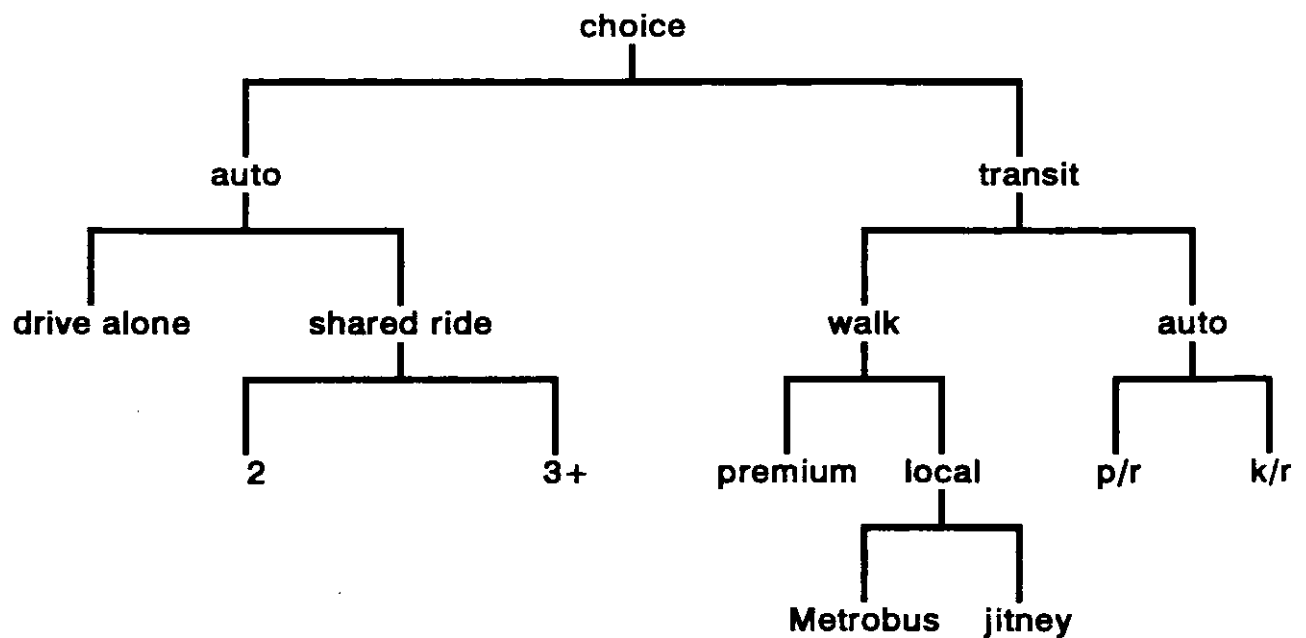 choice
auto transit
drive alone shared ride walk auto
2 3+ premium local p/r k/r
Metrobus jitney